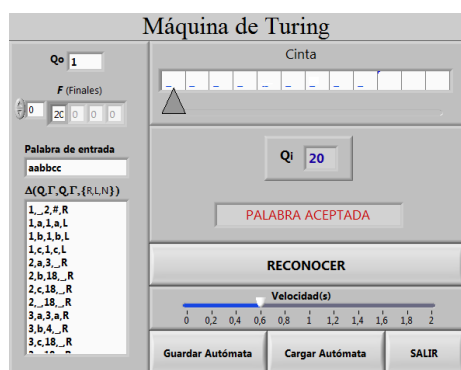 Máquina de Turing
Qo 1
F (Finales)
0 20 0 0 0
Palabra de entrada
aabbcc
Δ(Q,Γ,Q,Γ,{R,L,N})
1,_,2,#,R
1,a,1,a,L
1,b,1,b,L
1,c,1,c,L
2,a,3,_,R
2,b,18,_,R
2,c,18,_,R
2,_,18,_,R
3,a,3,a,R
3,b,4,_,R
3,c,18,_,R
Cinta
_ _ _ _ _ _ _ _ _
Qi 20
PALABRA ACEPTADA
RECONOCER
Velocidad(s)
0 0,2 0,4 0,6 0,8 1 1,2 1,4 1,6 1,8 2
Guardar Autómata Cargar Autómata SALIR